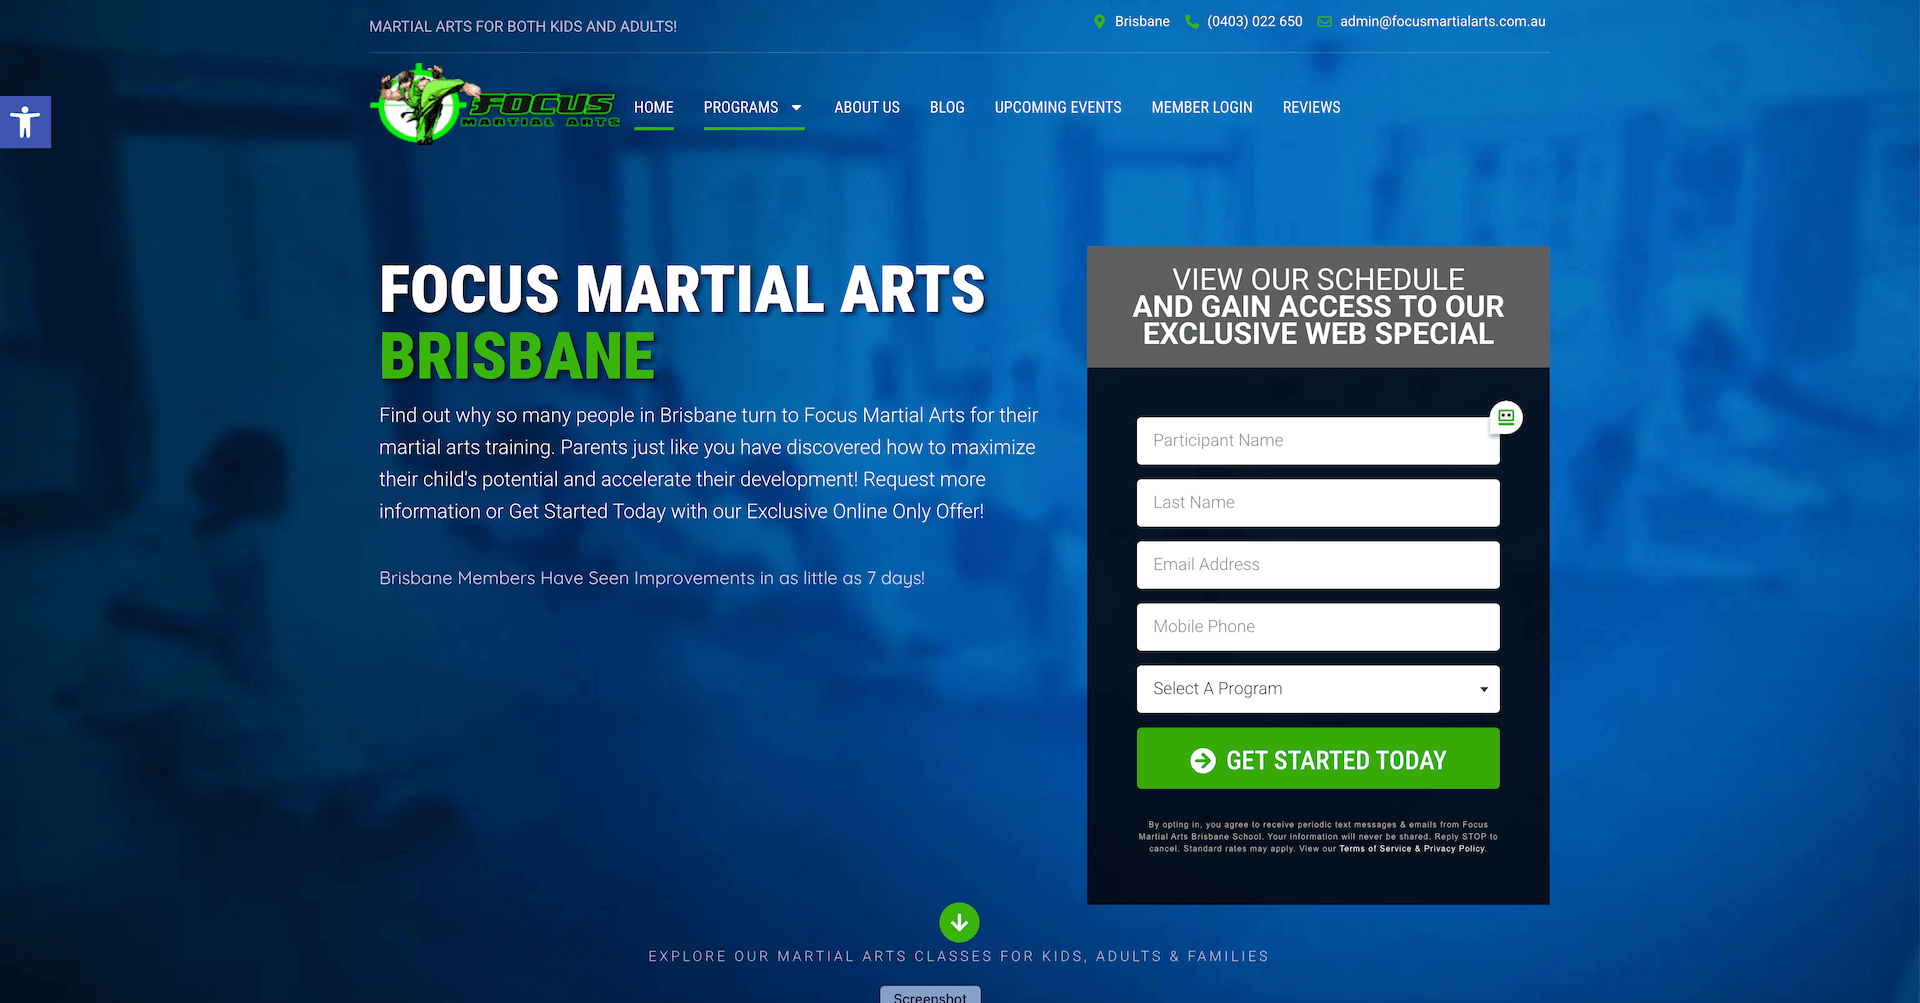 MARTIAL ARTS FOR BOTH KIDS AND ADULTS!
Brisbane (0403) 022 650 admin@focusmartialarts.com.au
FOCUS
MARTIAL ARTS
HOME PROGRAMS ABOUT US BLOG UPCOMING EVENTS MEMBER LOGIN REVIEWS
FOCUS MARTIAL ARTS
BRISBANE
Find out why so many people in Brisbane turn to Focus Martial Arts for their
martial arts training. Parents just like you have discovered how to maximize
their child's potential and accelerate their development! Request more
information or Get Started Today with our Exclusive Online Only Offer!
Brisbane Members Have Seen Improvements in as little as 7 days!
VIEW OUR SCHEDULE
AND GAIN ACCESS TO OUR
EXCLUSIVE WEB SPECIAL
Participant Name
Last Name
Email Address
Mobile Phone
Select A Program
GET STARTED TODAY
By opting in, you agree to receive periodic text messages & emails from Focus
Martial Arts Brisbane School. Your information will never be shared. Reply STOP to
cancel. Standard rates may apply. View our Terms of Service & Privacy Policy.
EXPLORE OUR MARTIAL ARTS CLASSES FOR KIDS, ADULTS & FAMILIES
Screenshot